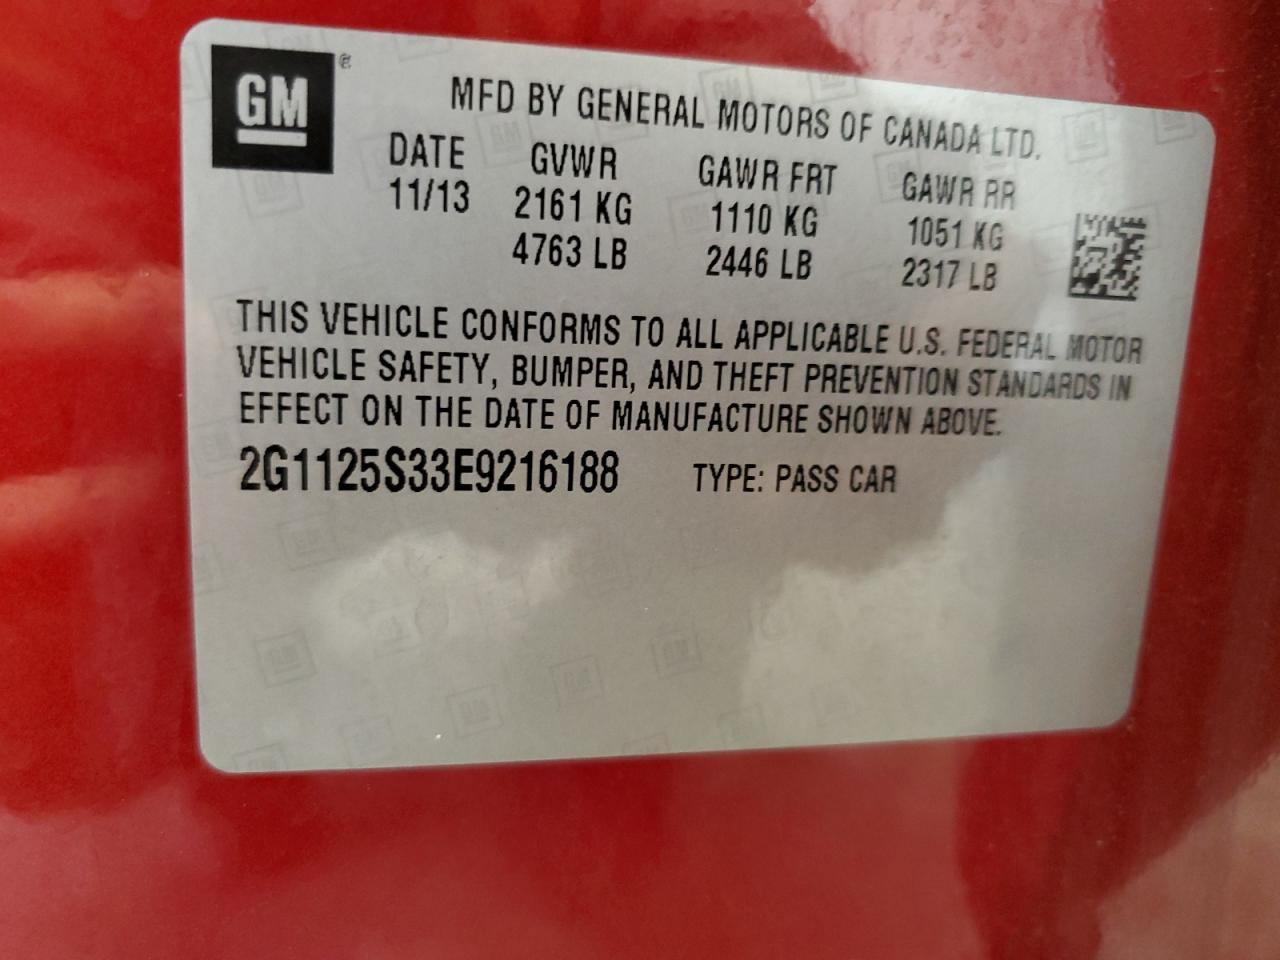 GM ®
MFD BY GENERAL MOTORS OF CANADA LTD.
DATE GVWR GAWR FRT GAWR RR
11/13 2161 KG 1110 KG 1051 KG
4763 LB 2446 LB 2317 LB
THIS VEHICLE CONFORMS TO ALL APPLICABLE U.S. FEDERAL MOTOR
VEHICLE SAFETY, BUMPER, AND THEFT PREVENTION STANDARDS IN
EFFECT ON THE DATE OF MANUFACTURE SHOWN ABOVE.
2G1125S33E9216188 TYPE: PASS CAR